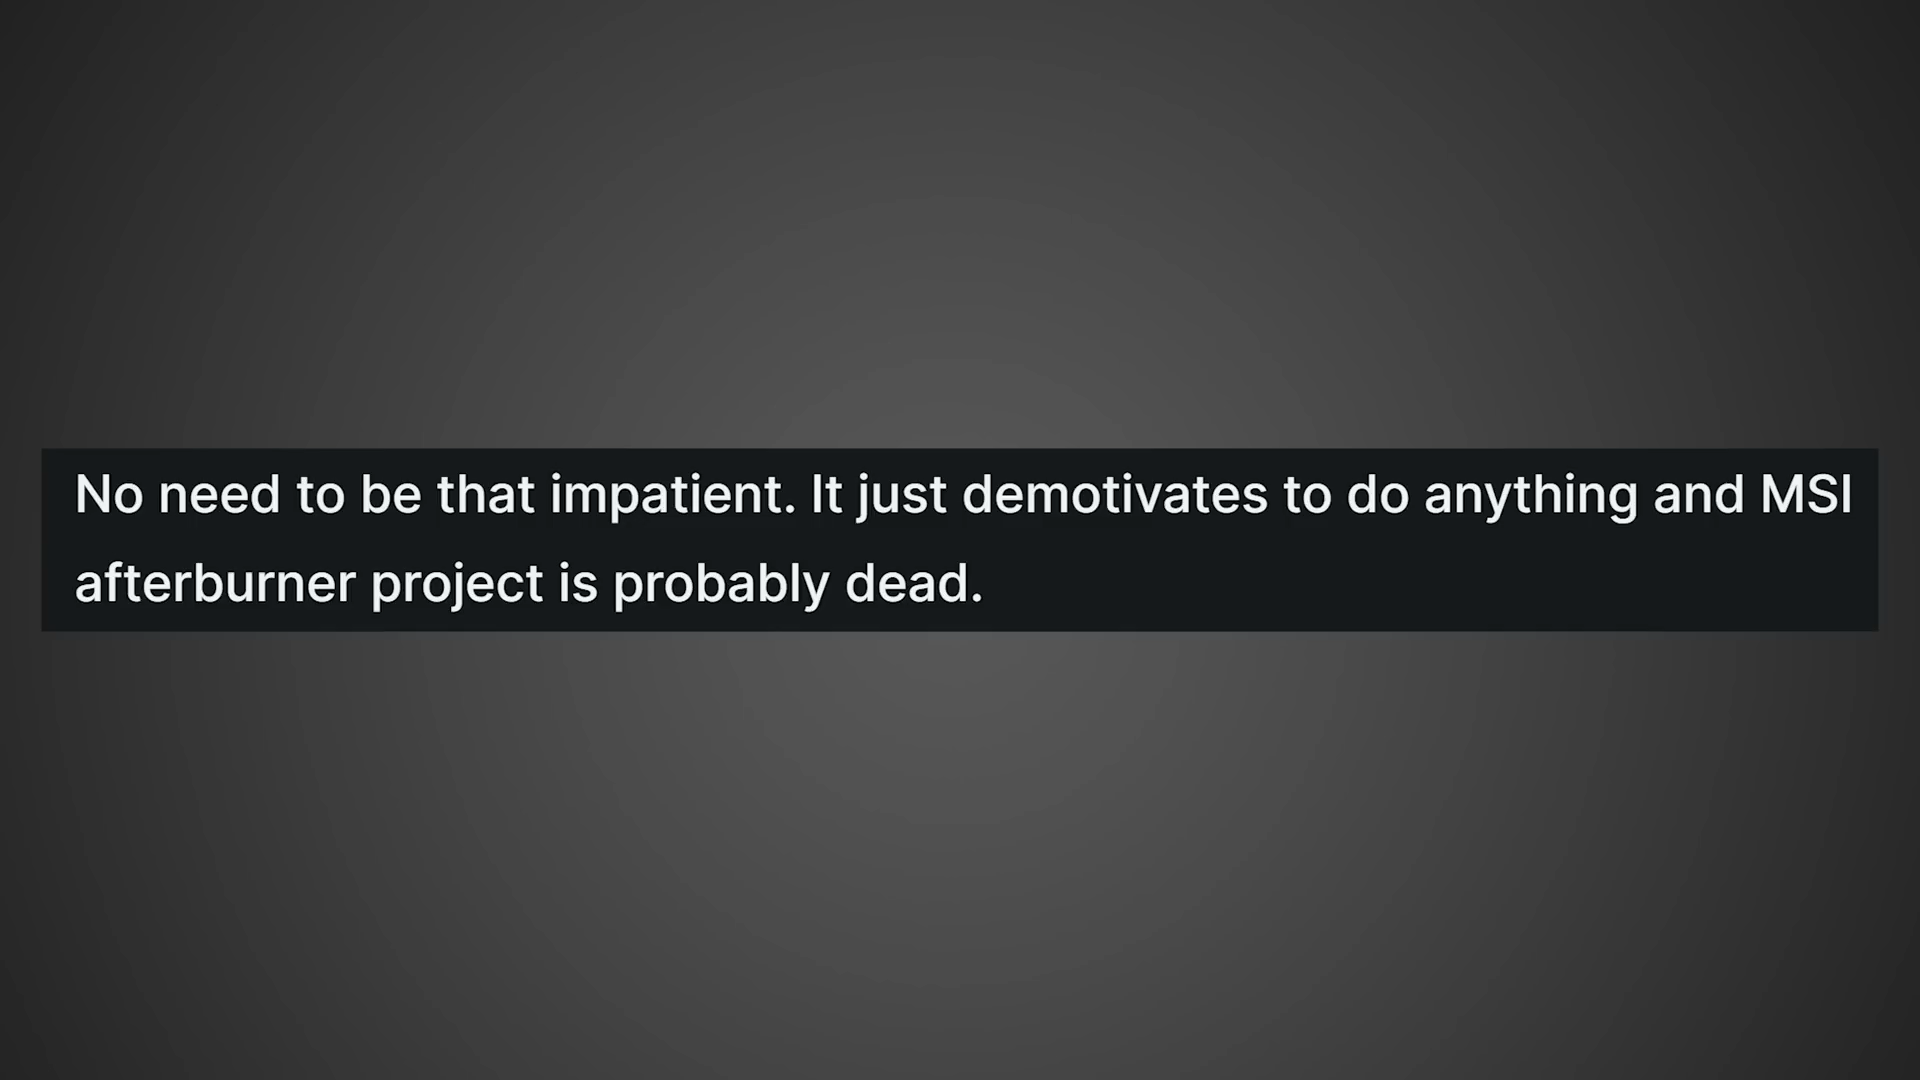 No need to be that impatient. It just demotivates to do anything and MSI
afterburner project is probably dead.